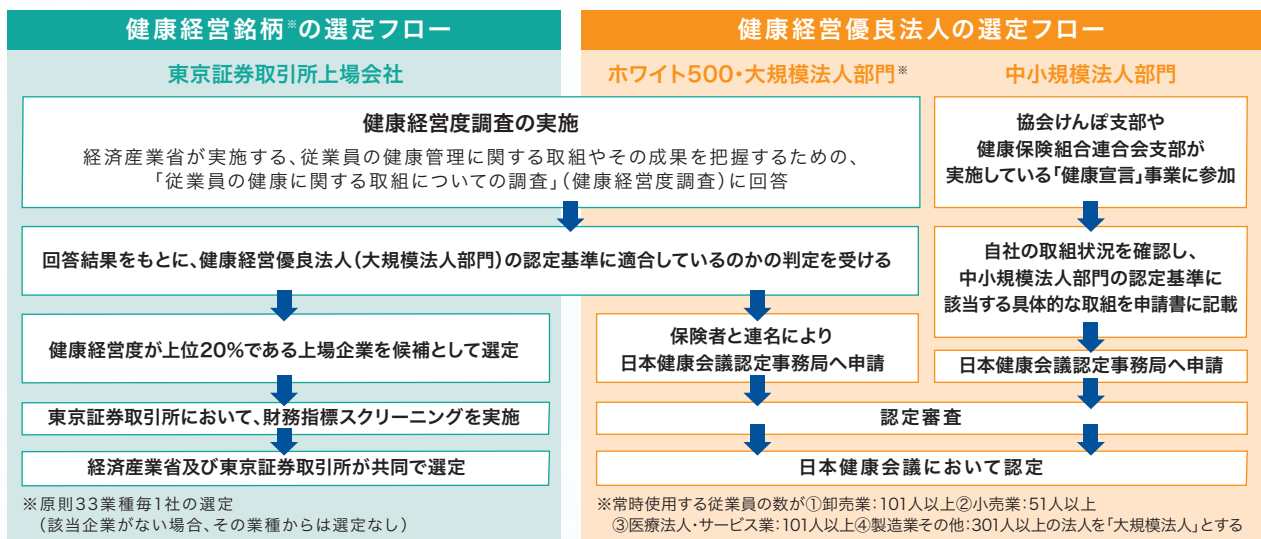 健康経営銘柄※の選定フロー
東京証券取引所上場会社
健康経営優良法人の選定フロー
ホワイト500・大規模法人部門※
中小規模法人部門
健康経営度調査の実施
経済産業省が実施する、従業員の健康管理に関する取組やその成果を把握するための、
「従業員の健康に関する取組についての調査」(健康経営度調査)に回答
回答結果をもとに、健康経営優良法人(大規模法人部門)の認定基準に適合しているのかの判定を受ける
健康経営度が上位20%である上場企業を候補として選定
東京証券取引所において、財務指標スクリーニングを実施
経済産業省及び東京証券取引所が共同で選定
※原則33業種毎1社の選定
(該当企業がない場合、その業種からは選定なし)
保険者と連名により
日本健康会議認定事務局へ申請
協会けんぽ支部や
健康保険組合連合会支部が
実施している「健康宣言」事業に参加
自社の取組状況を確認し、
中小規模法人部門の認定基準に
該当する具体的な取組を申請書に記載
日本健康会議認定事務局へ申請
認定審査
日本健康会議において認定
※常時使用する従業員の数が①卸売業:101人以上②小売業:51人以上
③医療法人・サービス業:101人以上④製造業その他:301人以上の法人を「大規模法人」とする